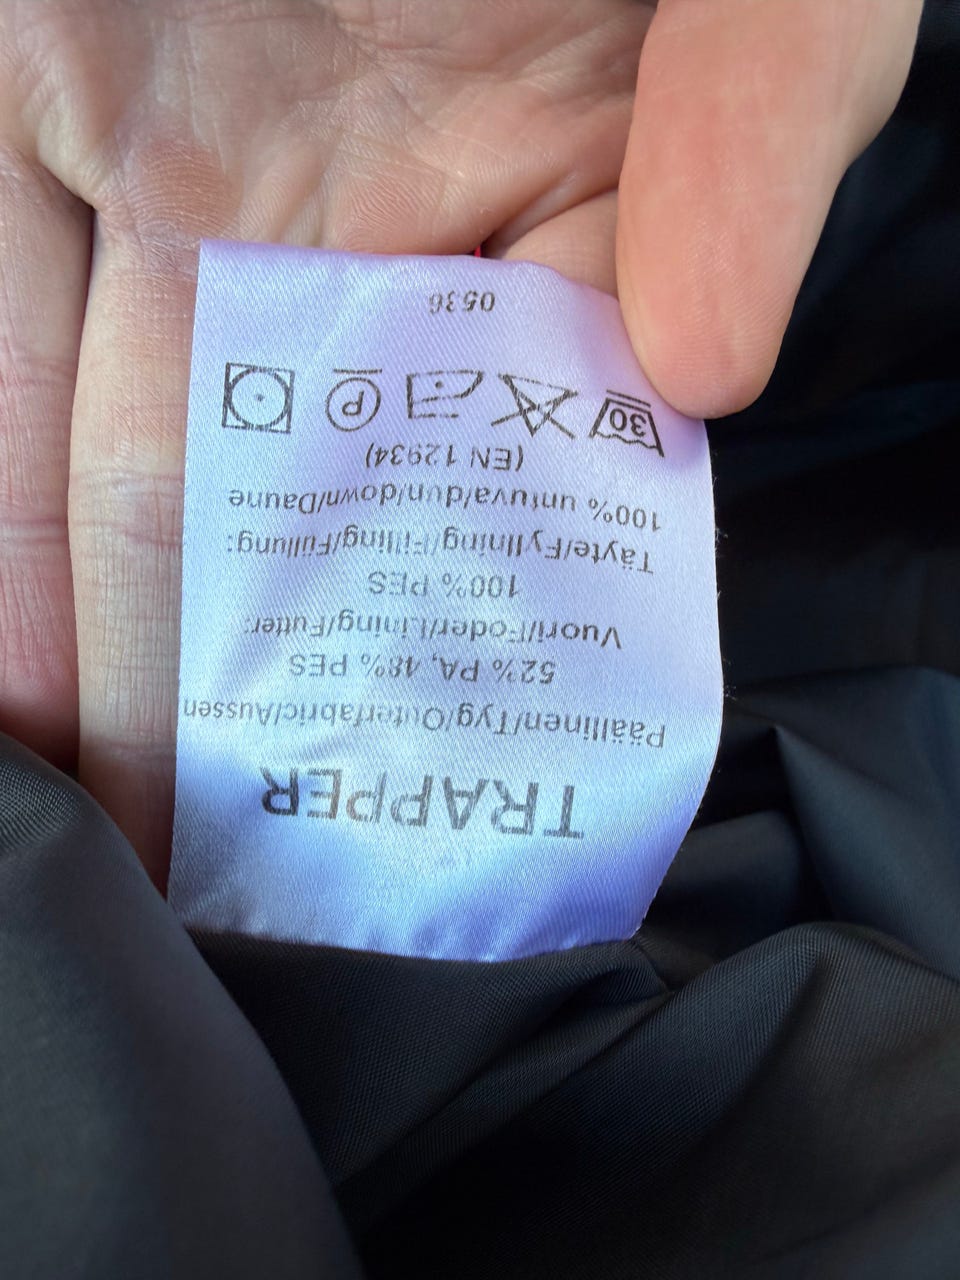 TRAPPER
Päällinen/Tyg/Outerfabric/Aussen
52% PA, 48% PES
Vuori/Foder/Lining/Futter:
100% PES
Täyte/Fyllning/Filling/Füllung:
100% untuva/dun/down/Daune
(EN 12934)
30 P
0536